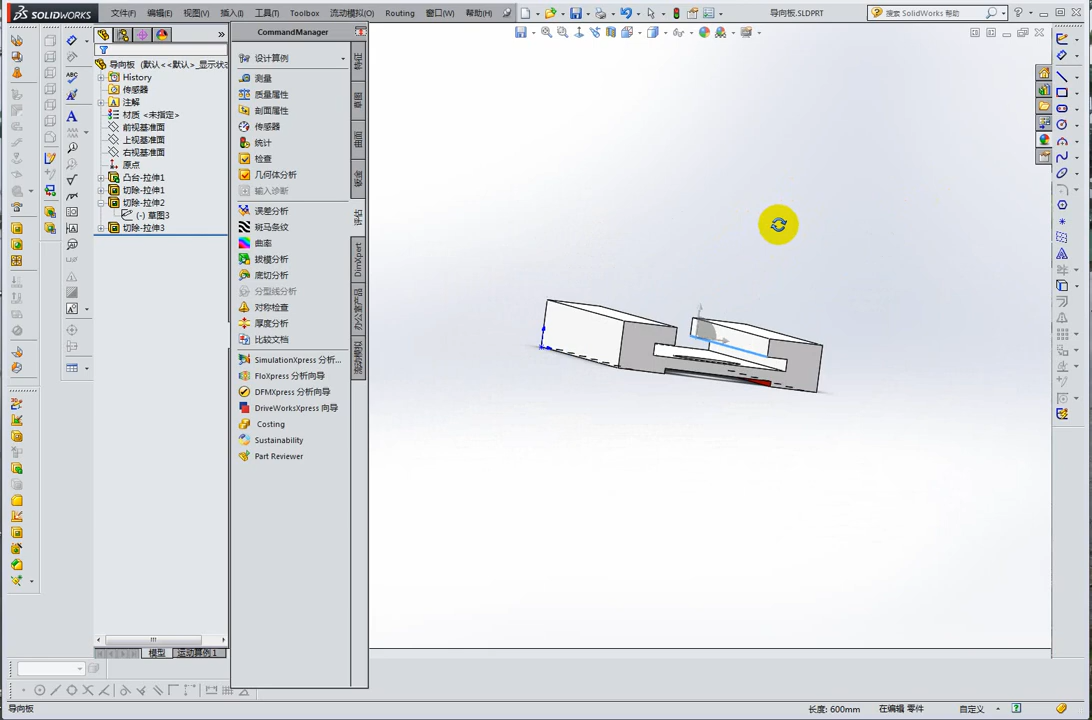 SOLIDWORKS 文件(F) 编辑(E) 视图(V) 插入(I) 工具(T) Toolbox 流动模拟(O) Routing 窗口(W) 帮助(H) 导向板.SLDPRT 搜索 SolidWorks 帮助
CommandManager
导向板 (默认<<默认>_显示状态
History
传感器
注解
材质 <未指定>
前视基准面
上视基准面
右视基准面
原点
凸台-拉伸1
切除-拉伸1
切除-拉伸2
(-) 草图3
切除-拉伸3
设计算例
测量
质量属性
剖面属性
传感器
统计
检查
几何体分析
输入诊断
误差分析
斑马条纹
曲率
拔模分析
底切分析
分型线分析
对称检查
厚度分析
比较文档
SimulationXpress 分析...
FloXpress 分析向导
DFMXpress 分析向导
DriveWorksXpress 向导
Costing
Sustainability
Part Reviewer
特征
草图
曲面
钣金
评估
DimXpert
办公室产品
流动模拟
模型 运动算例1
导向板 长度: 600mm 在编辑 零件 自定义